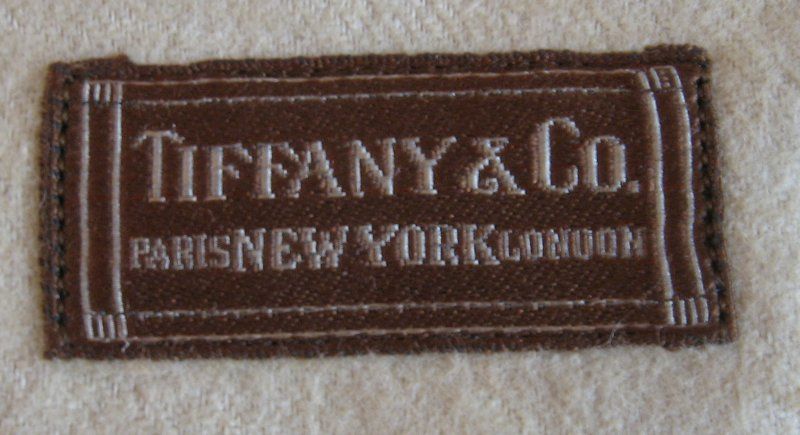 TIFFANY & CO.
PARIS NEW YORK LONDON